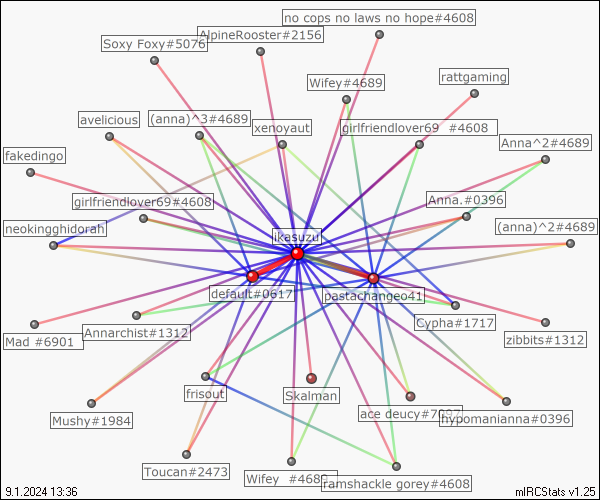 no cops no laws no hope#4608
AlpineRooster#2156
Soxy Foxy#5076
rattgaming
Wifey#4689
avelicious
(anna)^3#4689
xenoyaut
girlfriendlover69 #4608
Anna^2#4689
fakedingo
girlfriendlover69#4608
Anna.#0396
neokingghidorah
ikasuzu
(anna)^2#4689
default#0617
pastachangeo41
Mad #6901
Annarchist#1312
Cypha#1717
zibbits#1312
frisout
Skalman
Mushy#1984
ace deucy#7
hypomanianna#0396
Toucan#2473
Wifey #4689
ramshackle gorey#4608
9.1.2024 13:36
mIRCStats v1.25